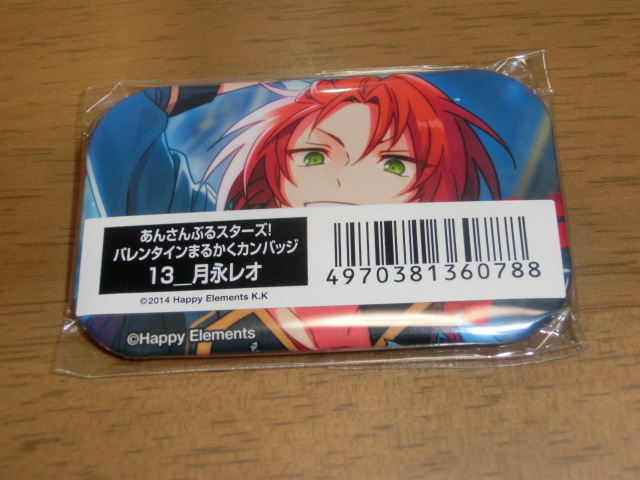 あんさんぶるスターズ!
バレンタインまるかくカンバッジ
13＿月永レオ
©2014 Happy Elements K.K
4970381360788
©Happy Elements